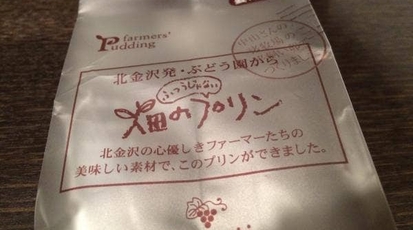 farmers'
Pudding
北金沢発・ぶどう園がら
ふつうじゃない
畑のプリン
北金沢の心優しきファーマーたちの
美味しい素材で、このプリンができました。